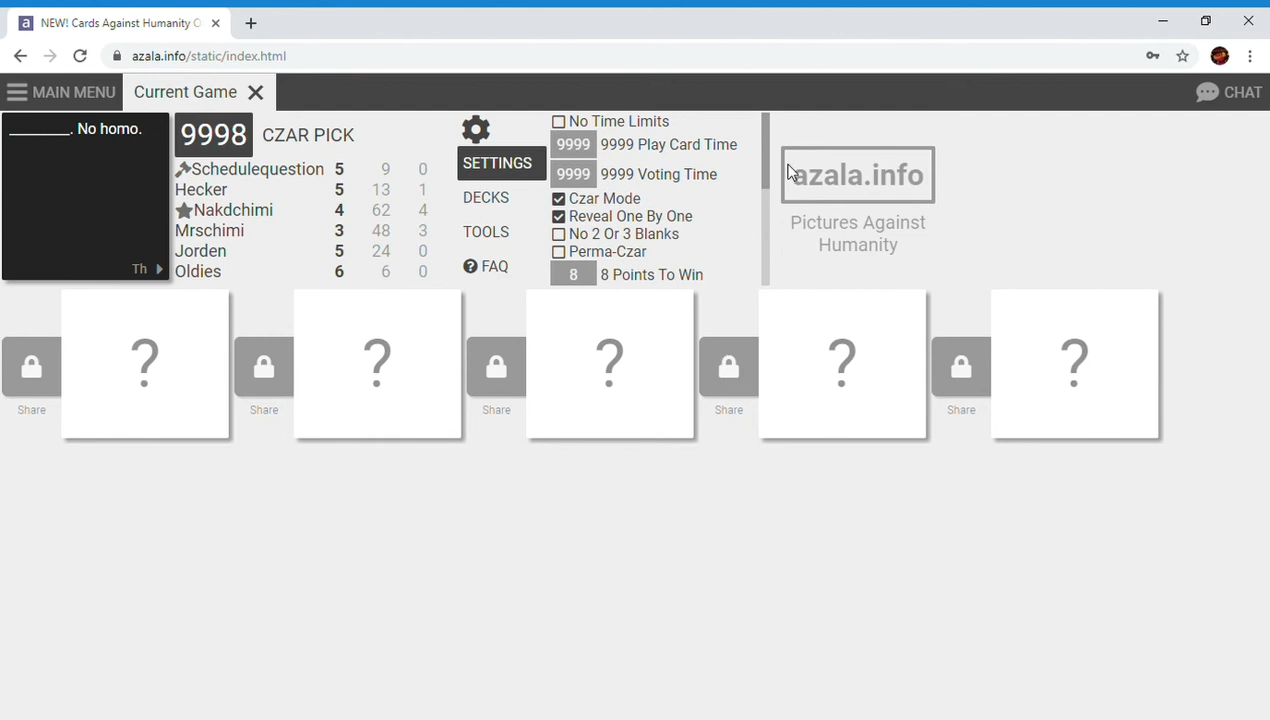 NEW! Cards Against Humanity O
azala.info/static/index.html
MAIN MENU
Current Game
CHAT
________. No homo.
Th
9998 CZAR PICK
Schedulequestion 5 9 0
Hecker 5 13 1
Nakdchimi 4 62 4
Mrschimi 3 48 3
Jorden 5 24 0
Oldies 6 6 0
SETTINGS
DECKS
TOOLS
FAQ
No Time Limits
9999 9999 Play Card Time
9999 9999 Voting Time
Czar Mode
Reveal One By One
No 2 Or 3 Blanks
Perma-Czar
8 8 Points To Win
azala.info
Pictures Against
Humanity
? ? ? ? ?
Share Share Share Share Share